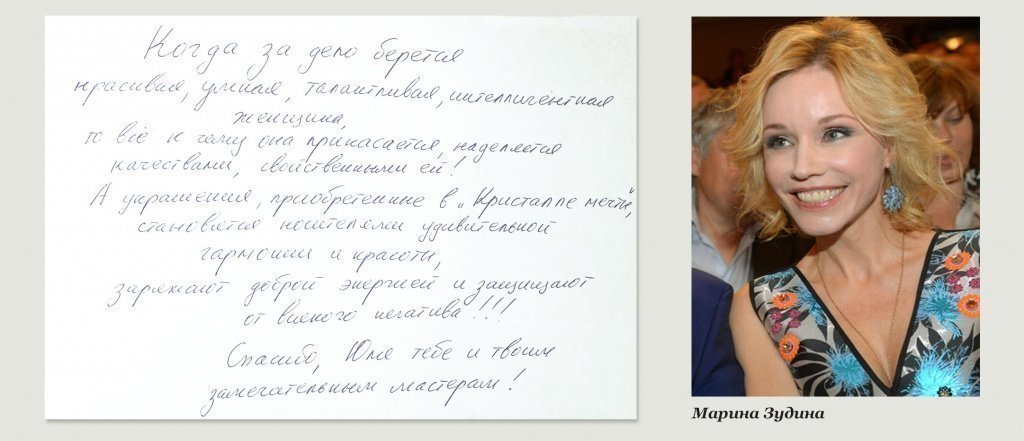 Когда за дело берется
красивая, умная, талантливая, интеллигентная
женщина,
то всё к чему она прикасается, наделяется
качествами, свойственными ей!
А украшения, приобретенные в „Кристалле мечты",
становятся носителями удивительной
гармонии и красоты,
заряжают доброй энергией и защищают
от всякого негатива!!!
Спасибо, Юля тебе и твоим
замечательным мастерам!
Марина Зудина